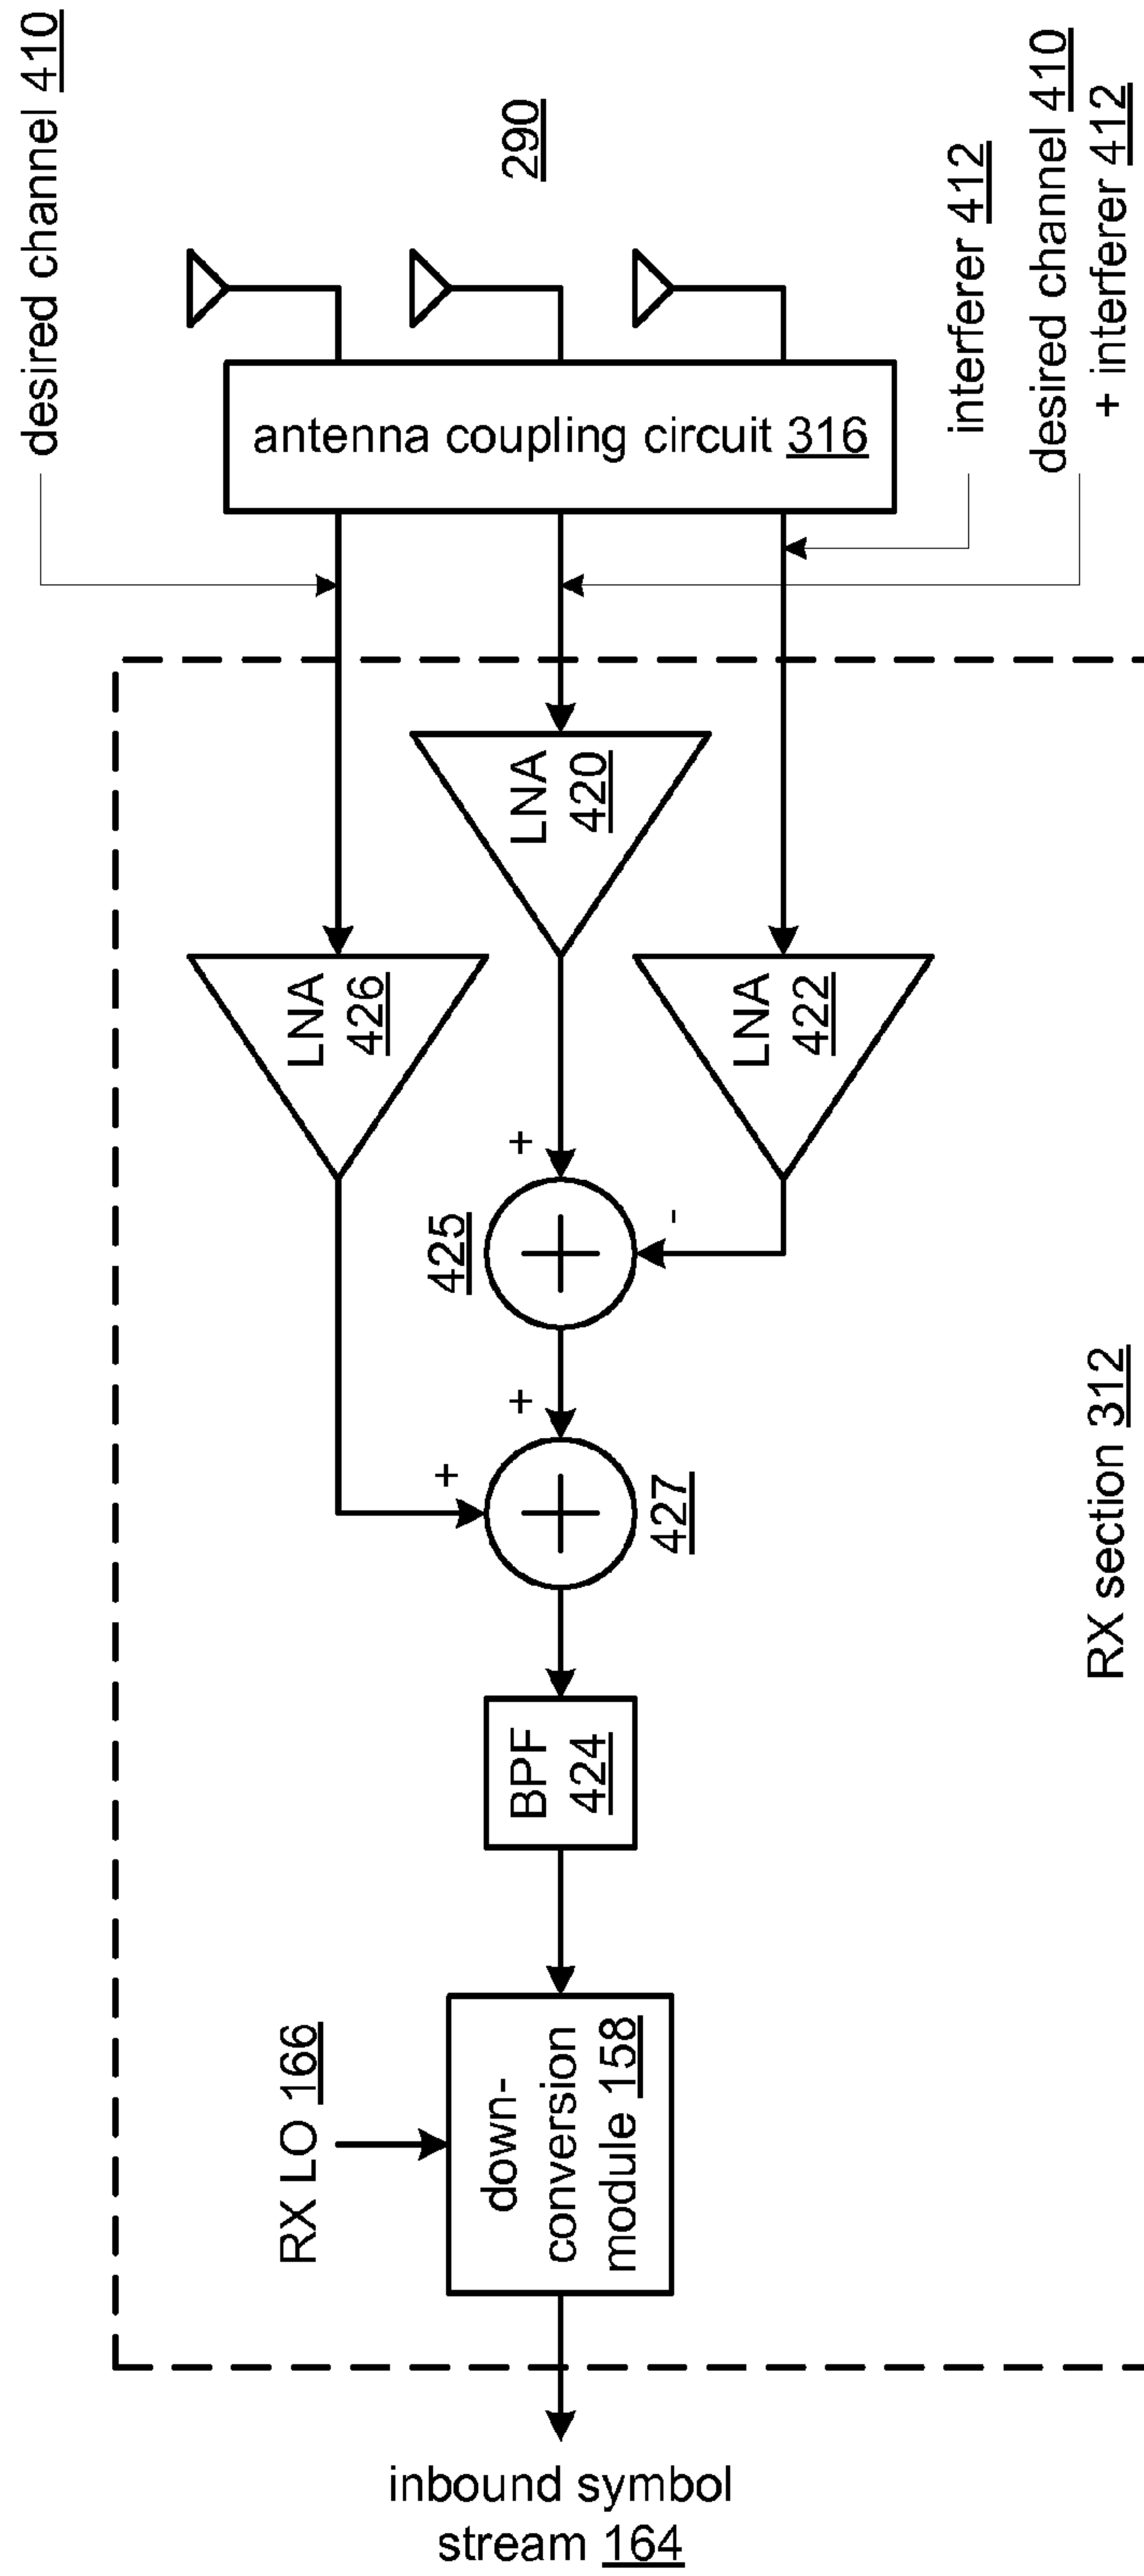 desired channel 410
290
antenna coupling circuit 316
interferer 412
desired channel 410
+ interferer 412
LNA
420
LNA
426
LNA
422
+
-
425
+
+
427
BPF
424
RX section 312
RX LO 166
down-
conversion
module 158
inbound symbol
stream 164